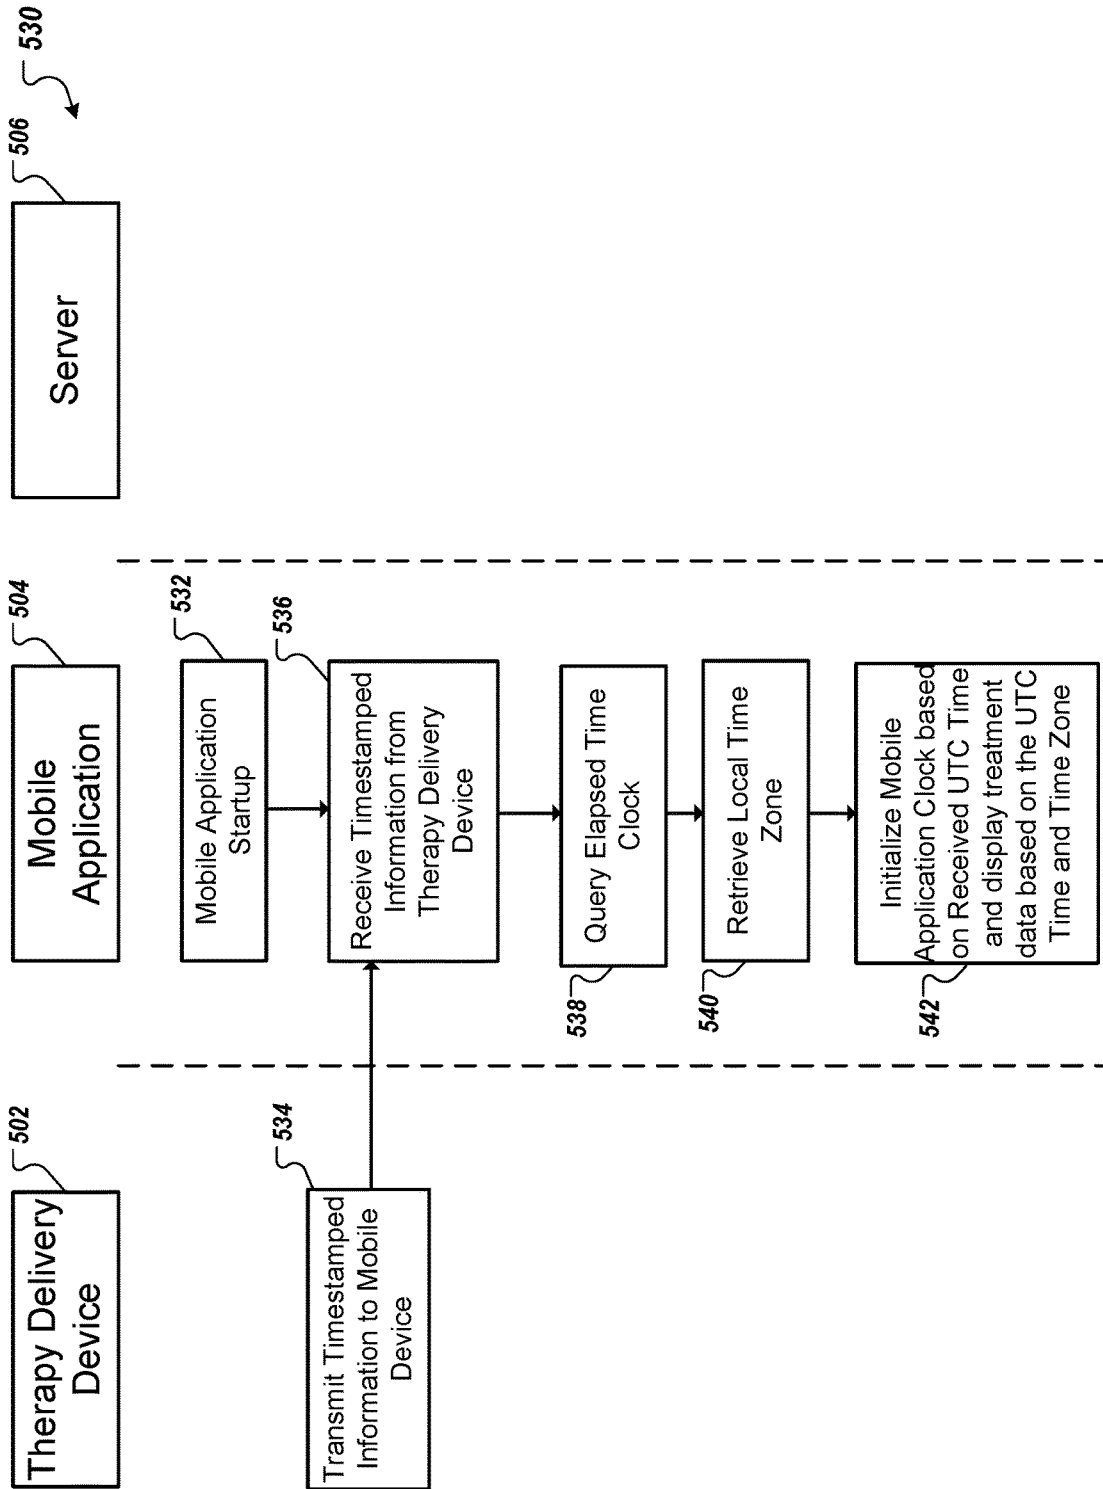 530
Therapy Delivery
Device
502
Mobile
Application
504
Server
506
Mobile Application
Startup
532
Transmit Timestamped
Information to Mobile
Device
534
Receive Timestamped
Information from
Therapy Delivery
Device
536
Query Elapsed Time
Clock
538
Retrieve Local Time
Zone
540
Initialize Mobile
Application Clock based
on Received UTC Time
and display treatment
data based on the UTC
Time and Time Zone
542